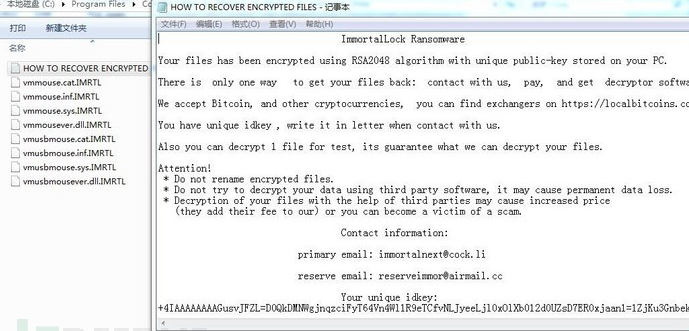 本地磁盘 (C:) ▸ Program Files ▸ Co
打印
新建文件夹
名称
HOW TO RECOVER ENCRYPTED
vmmouse.cat.IMRTL
vmmouse.inf.IMRTL
vmmouse.sys.IMRTL
vmmousever.dll.IMRTL
vmusbmouse.cat.IMRTL
vmusbmouse.inf.IMRTL
vmusbmouse.sys.IMRTL
vmusbmousever.dll.IMRTL
HOW TO RECOVER ENCRYPTED FILES - 记事本
文件(F) 编辑(E) 格式(O) 查看(V) 帮助(H)
ImmortalLock Ransomware
Your files has been encrypted using RSA2048 algorithm with unique public-key stored on your PC.
There is only one way to get your files back: contact with us, pay, and get decryptor softwa
We accept Bitcoin, and other cryptocurrencies, you can find exchangers on https://localbitcoins.co
You have unique idkey , write it in letter when contact with us.
Also you can decrypt 1 file for test, its guarantee what we can decrypt your files.
Attention!
* Do not rename encrypted files.
* Do not try to decrypt your data using third party software, it may cause permanent data loss.
* Decryption of your files with the help of third parties may cause increased price
(they add their fee to our) or you can become a victim of a scam.
Contact information:
primary email: immortalnext@cock.li
reserve email: reserveimmor@airmail.cc
Your unique idkey: